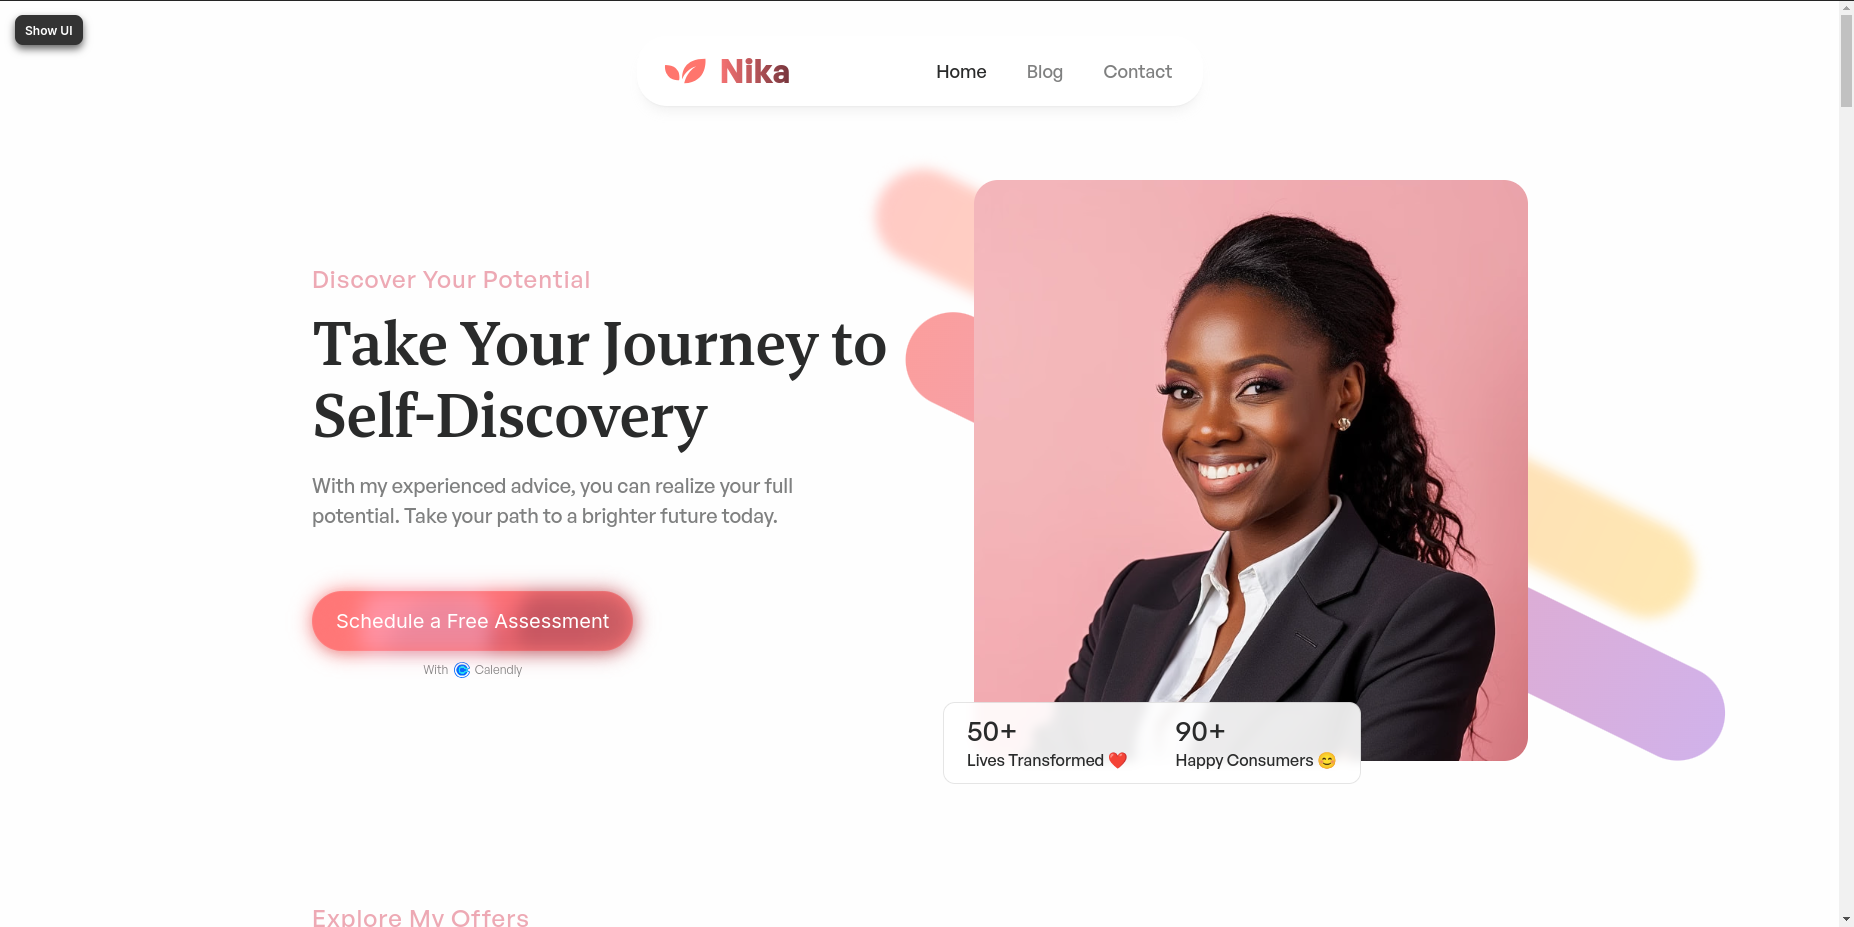 Show UI
Nika
Home Blog Contact
Discover Your Potential
Take Your Journey to
Self-Discovery
With my experienced advice, you can realize your full
potential. Take your path to a brighter future today.
Schedule a Free Assessment
With Calendly
50+
Lives Transformed ❤️
90+
Happy Consumers 😊
Explore My Offers